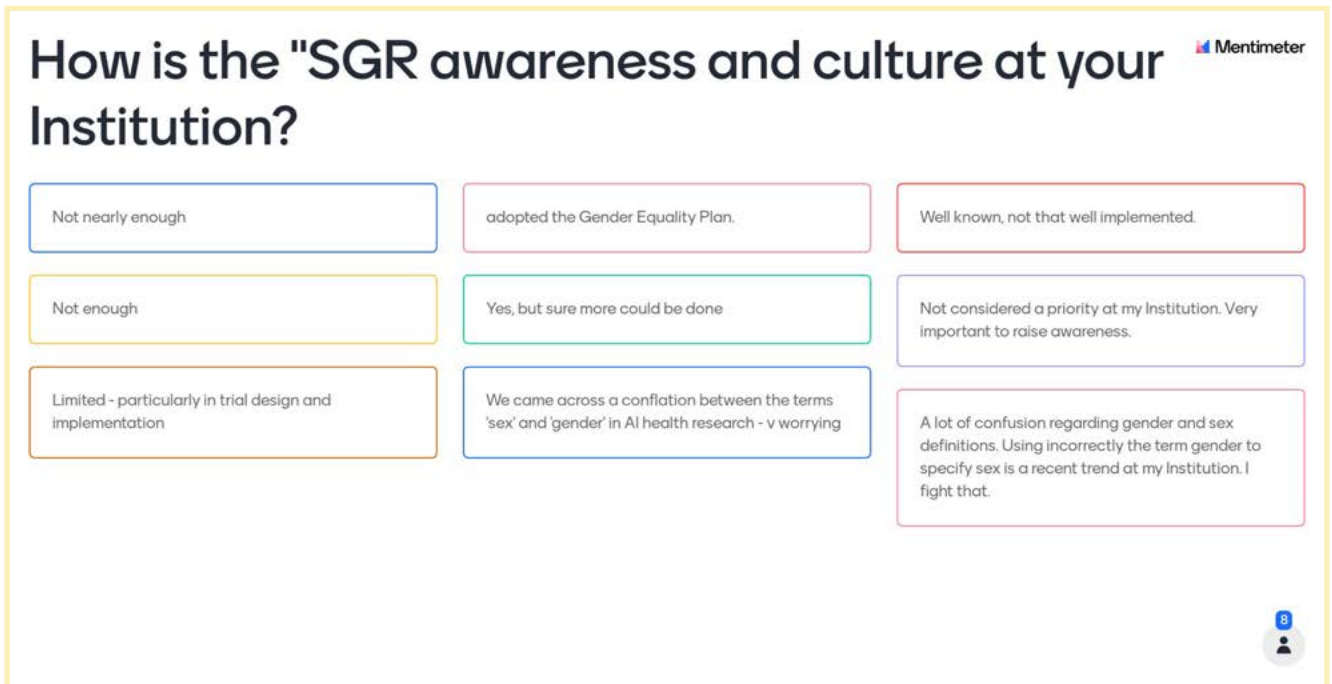 How is the "SGR awareness and culture at your
Institution?
Mentimeter
Not nearly enough
adopted the Gender Equality Plan.
Well known, not that well implemented.
Not enough
Yes, but sure more could be done
Not considered a priority at my Institution. Very
important to raise awareness.
Limited - particularly in trial design and
implementation
We came across a conflation between the terms
'sex' and 'gender' in AI health research - v worrying
A lot of confusion regarding gender and sex
definitions. Using incorrectly the term gender to
specify sex is a recent trend at my Institution. I
fight that.
8